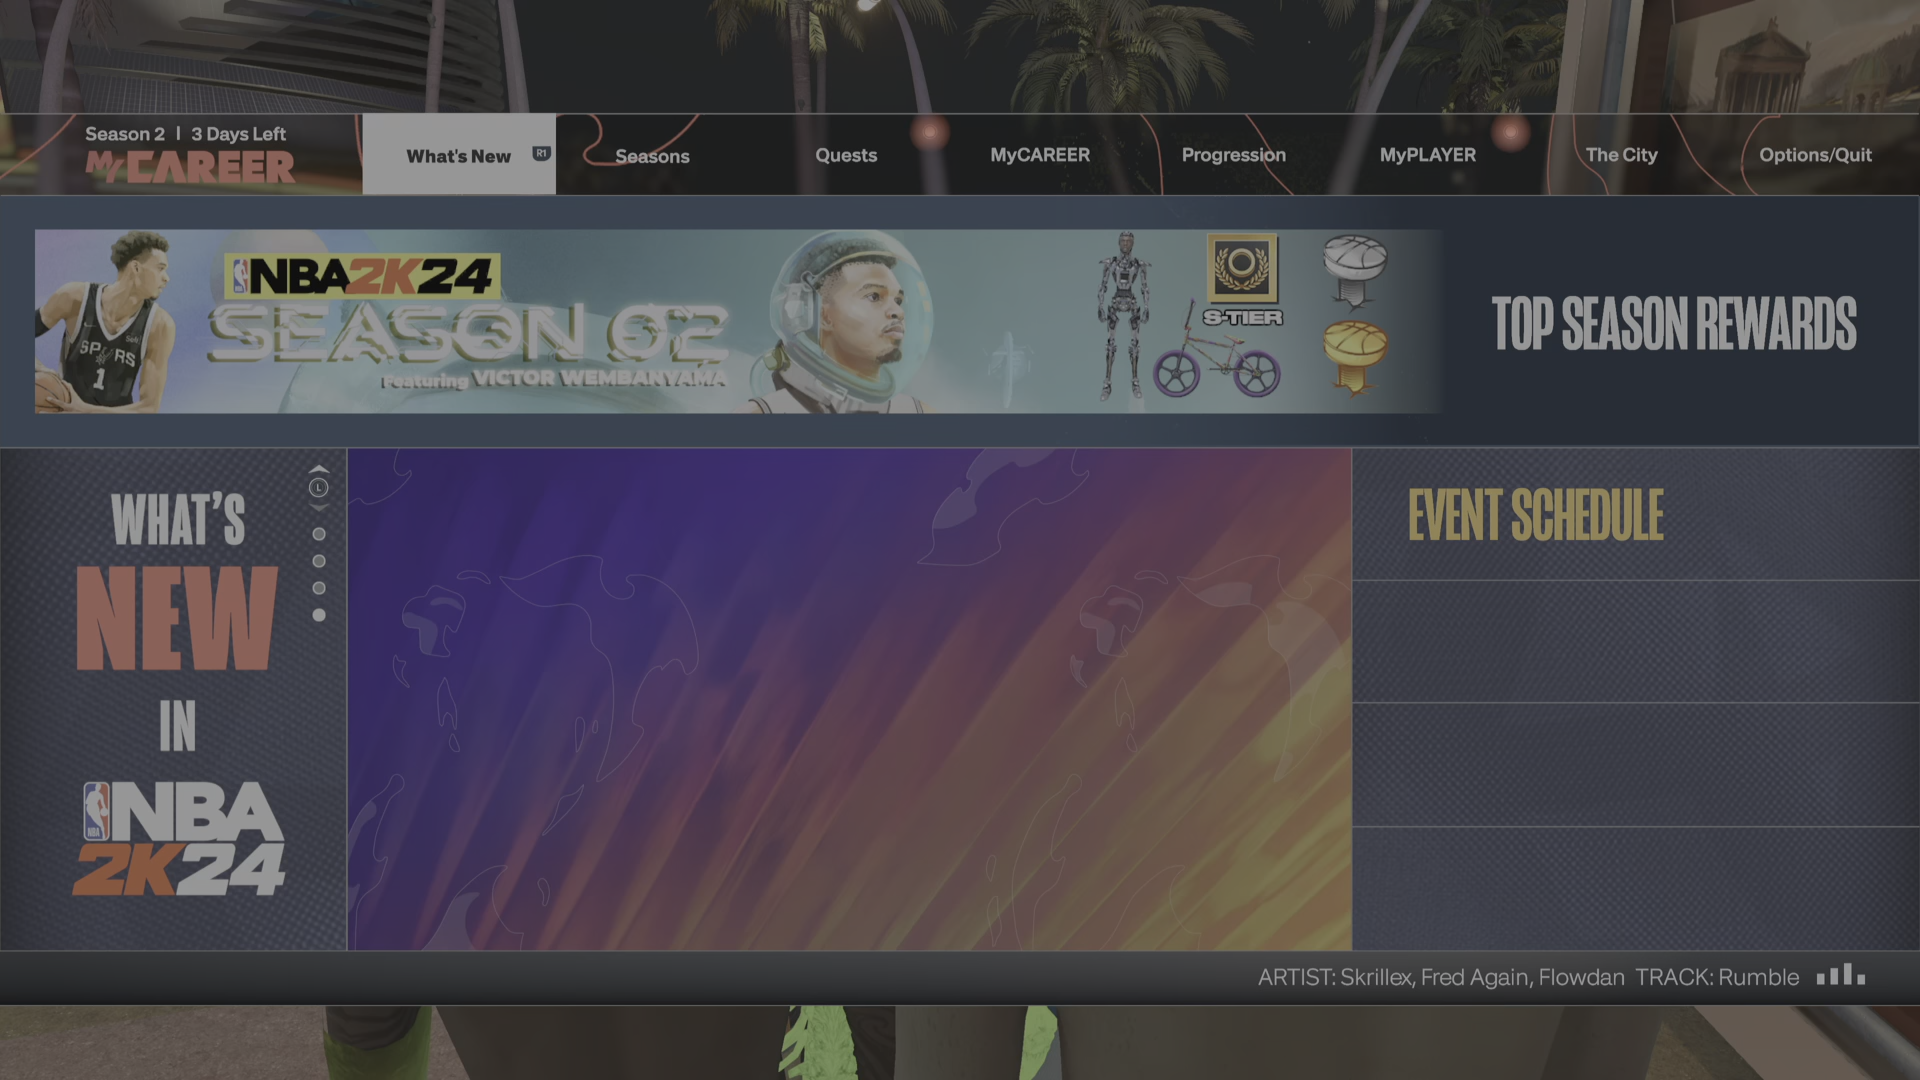 Season 2 | 3 Days Left
MyCAREER
What's New
R1
Seasons
Quests
MyCAREER
Progression
MyPLAYER
The City
Options/Quit
NBA2K24
SEASON 02
Featuring VICTOR WEMBANYAMA
SPURS
1
S-TIER
TOP SEASON REWARDS
WHAT'S
NEW
IN
NBA
2K24
L
EVENT SCHEDULE
ARTIST: Skrillex, Fred Again, Flowdan TRACK: Rumble